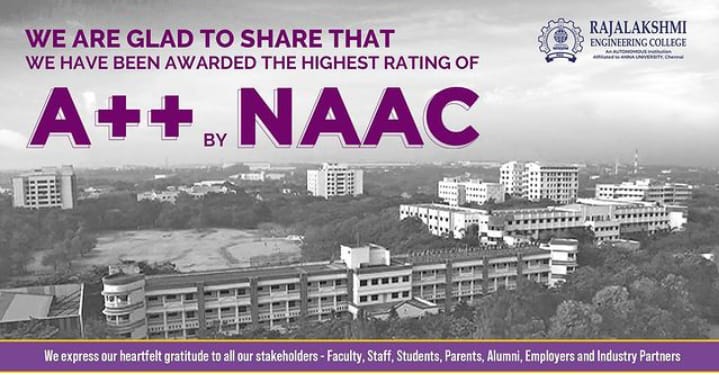 WE ARE GLAD TO SHARE THAT
WE HAVE BEEN AWARDED THE HIGHEST RATING OF
A++ BY NAAC
RAJALAKSHMI
ENGINEERING COLLEGE
An AUTONOMOUS Institution
Affiliated to ANNA UNIVERSITY, Chennai
We express our heartfelt gratitude to all our stakeholders - Faculty, Staff, Students, Parents, Alumni, Employers and Industry Partners